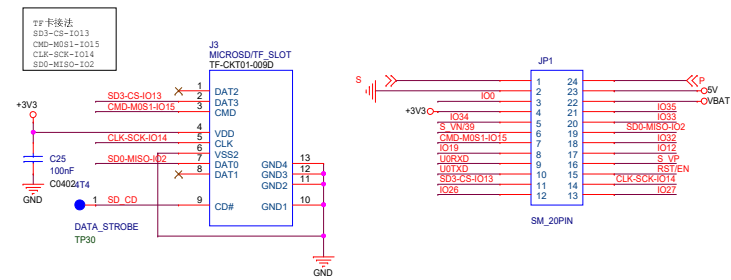 TF卡接法
SD3-CS-IO13
CMD-M0S1-IO15
CLK-SCK-IO14
SD0-MISO-IO2
J3
MICROSD/TF_SLOT
TF-CKT01-009D
+3V3
SD3-CS-IO13
CMD-M0S1-IO15
CLK-SCK-IO14
SD0-MISO-IO2
1 DAT2
2 DAT3
3 CMD
4 VDD
5 CLK
6 VSS2
7 DAT0
8 DAT1
9 CD#
GND4 13
GND3 12
GND2 11
GND1 10
C25
100nF
C0402
GND
4T4
1 SD_CD
DATA_STROBE
TP30
GND
JP1
S 1 24 P
2 23 5V
IO0 3 22 VBAT
+3V3 4 21 IO35
IO34 5 20 IO33
S_VN/39 6 19 SD0-MISO-IO2
CMD-M0S1-IO15 7 18 IO32
IO19 8 17 IO12
U0RXD 9 16 S_VP
U0TXD 10 15 RST/EN
SD3-CS-IO13 11 14 CLK-SCK-IO14
IO26 12 13 IO27
SM_20PIN